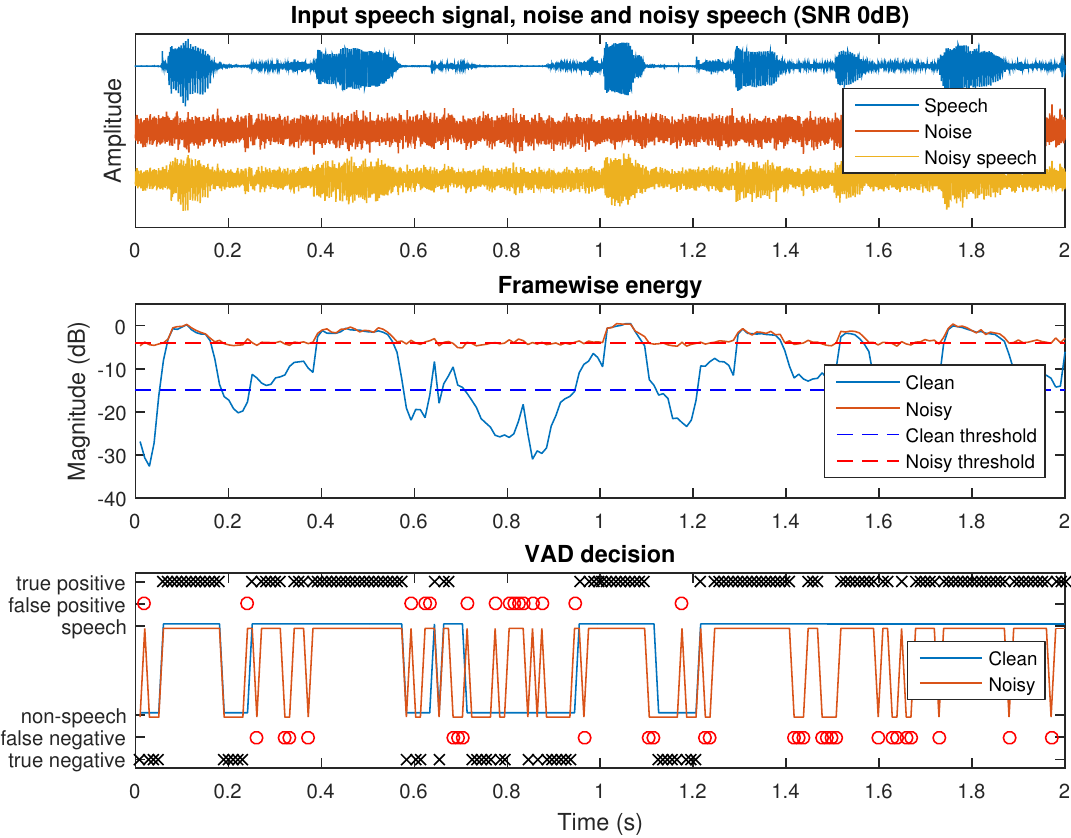 Input speech signal, noise and noisy speech (SNR 0dB)
Amplitude
Speech
Noise
Noisy speech
0 0.2 0.4 0.6 0.8 1 1.2 1.4 1.6 1.8 2
Framewise energy
Magnitude (dB)
0
-10
-20
-30
-40
Clean
Noisy
Clean threshold
Noisy threshold
0 0.2 0.4 0.6 0.8 1 1.2 1.4 1.6 1.8 2
VAD decision
true positive
false positive
speech
non-speech
false negative
true negative
Clean
Noisy
0 0.2 0.4 0.6 0.8 1 1.2 1.4 1.6 1.8 2
Time (s)